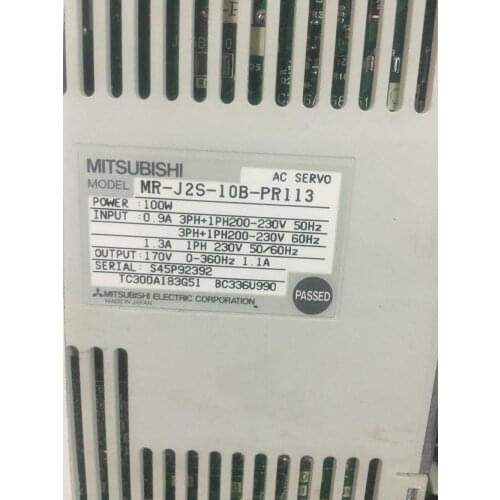 MITSUBISHI
AC SERVO
MODEL MR-J2S-10B-PR113
POWER :100W
INPUT :0.9A 3PH+1PH200-230V 50Hz
3PH+1PH200-230V 60Hz
1.3A 1PH 230V 50/60Hz
OUTPUT:170V 0-360Hz 1.1A
SERIAL: S45P92392
TC300A183G51 BC336U990
MITSUBISHI ELECTRIC CORPORATION
MADE IN JAPAN
PASSED